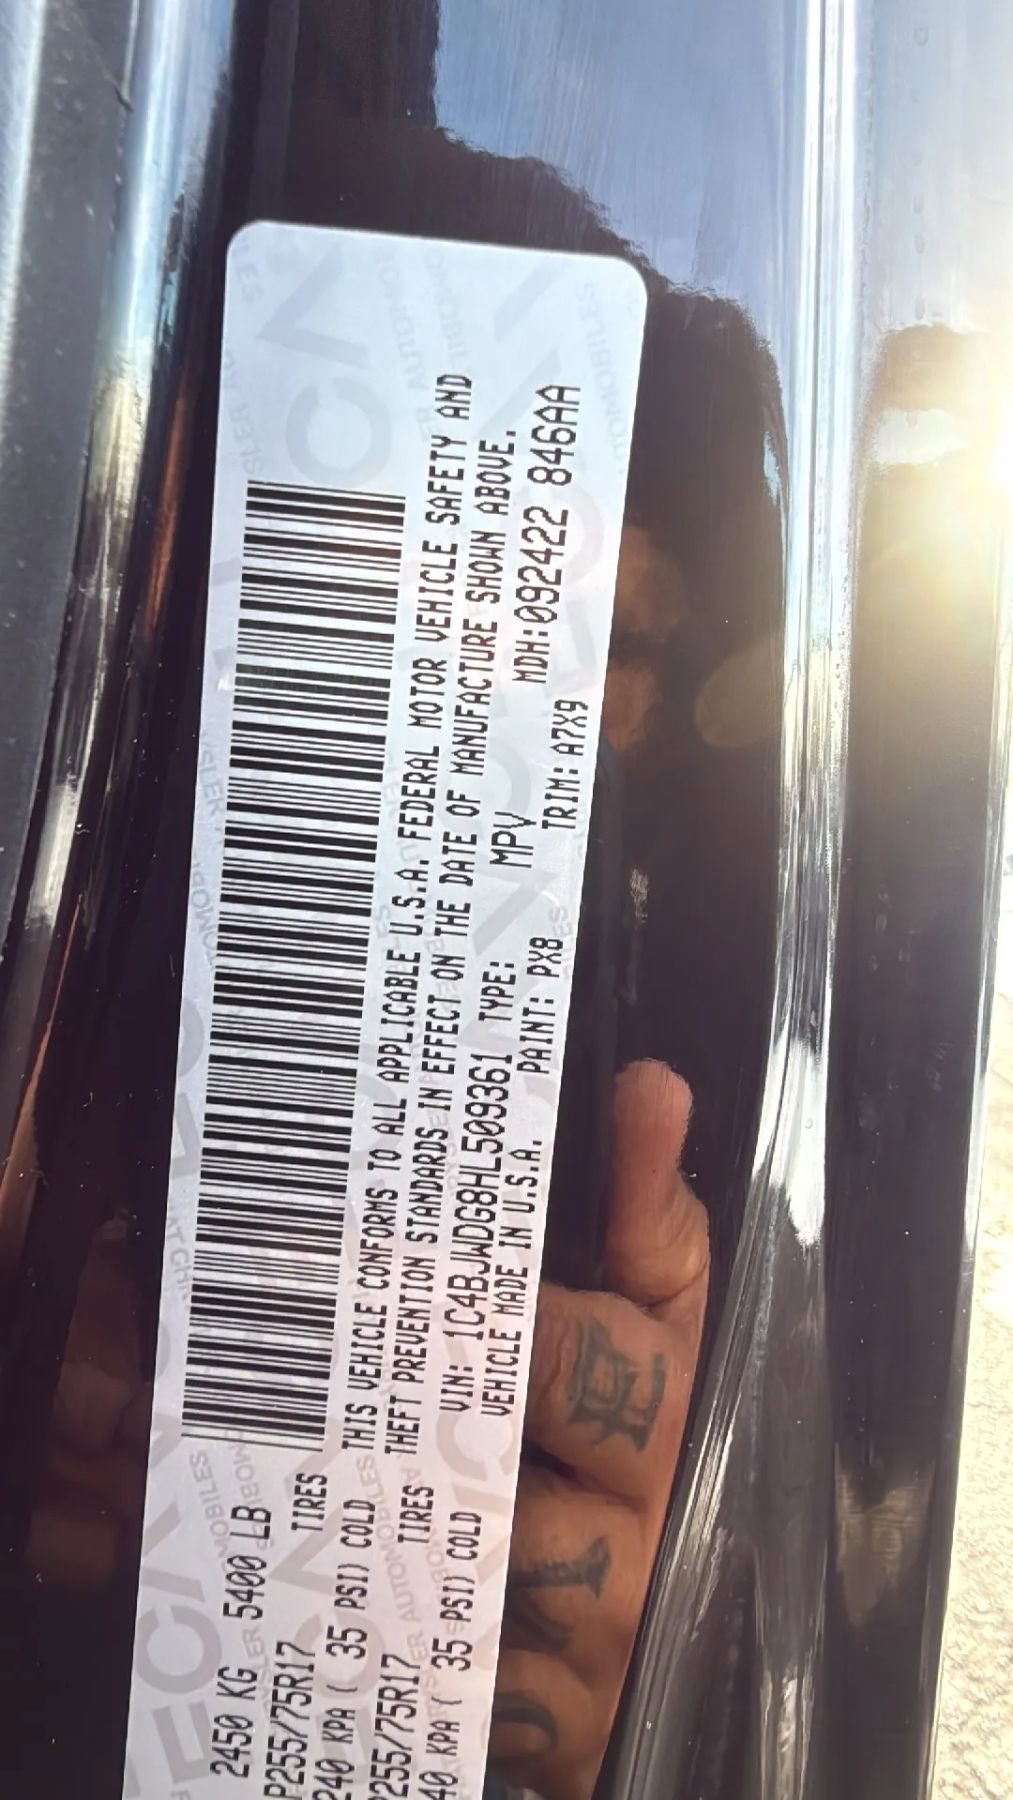 2450 KG 5400 LB
P255/75R17 TIRES
240 KPA ( 35 PSI) COLD
P255/75R17 TIRES
40 KPA ( 35 PSI) COLD
THIS VEHICLE CONFORMS TO ALL APPLICABLE U.S.A. FEDERAL MOTOR VEHICLE SAFETY AND
THEFT PREVENTION STANDARDS IN EFFECT ON THE DATE OF MANUFACTURE SHOWN ABOVE.
VIN: 1C4BJWDG8HL509361 TYPE: MPV MDH:092422 846AA
VEHICLE MADE IN U.S.A. PAINT: PX8 TRIM: A7X9